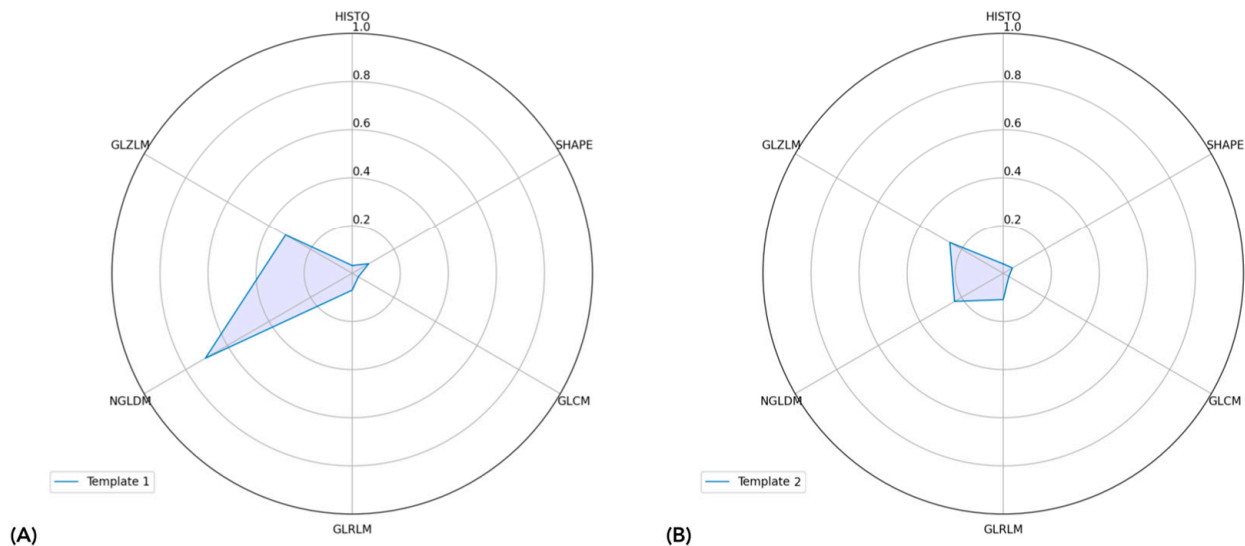 HISTO
1.0
0.8
0.6
0.4
0.2
SHAPE
GLZLM
GLCM
NGLDM
GLRLM
Template 1
(A)
HISTO
1.0
0.8
0.6
0.4
0.2
SHAPE
GLZLM
GLCM
NGLDM
GLRLM
Template 2
(B)